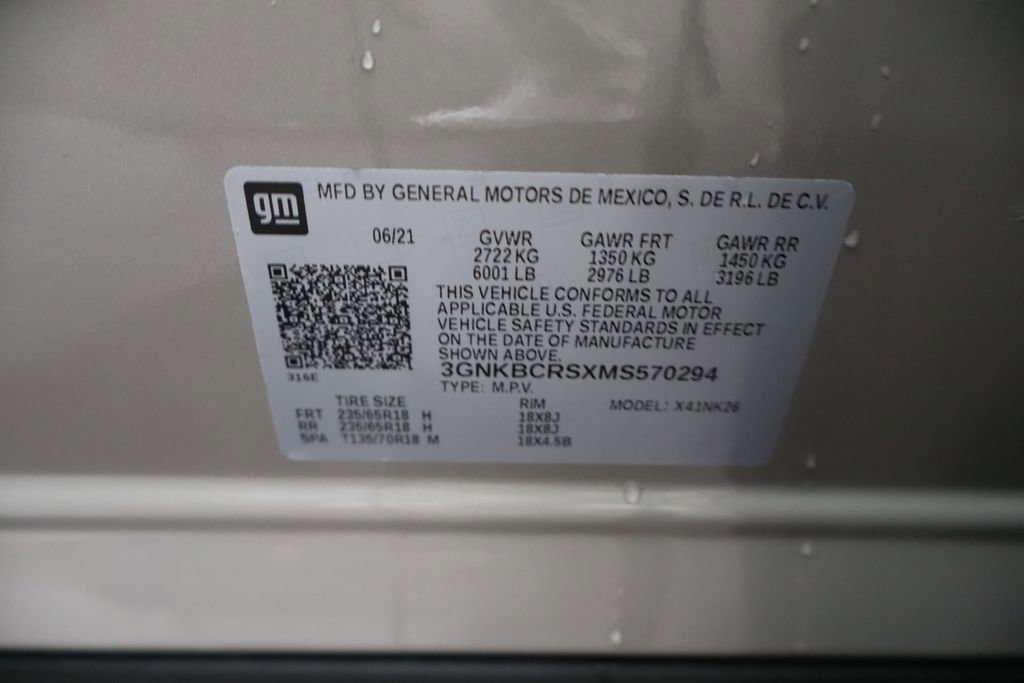 gm
MFD BY GENERAL MOTORS DE MEXICO, S. DE R.L. DE C.V.
06/21 GVWR GAWR FRT GAWR RR
2722 KG 1350 KG 1450 KG
6001 LB 2976 LB 3196 LB
THIS VEHICLE CONFORMS TO ALL
APPLICABLE U.S. FEDERAL MOTOR
VEHICLE SAFETY STANDARDS IN EFFECT
ON THE DATE OF MANUFACTURE
SHOWN ABOVE.
3GNKBCRSXMS570294
316E
TYPE: M.P.V.
TIRE SIZE RIM MODEL: X41NK26
FRT 235/65R18 H 18X8J
RR 235/65R18 H 18X8J
SPA T135/70R18 M 18X4.5B